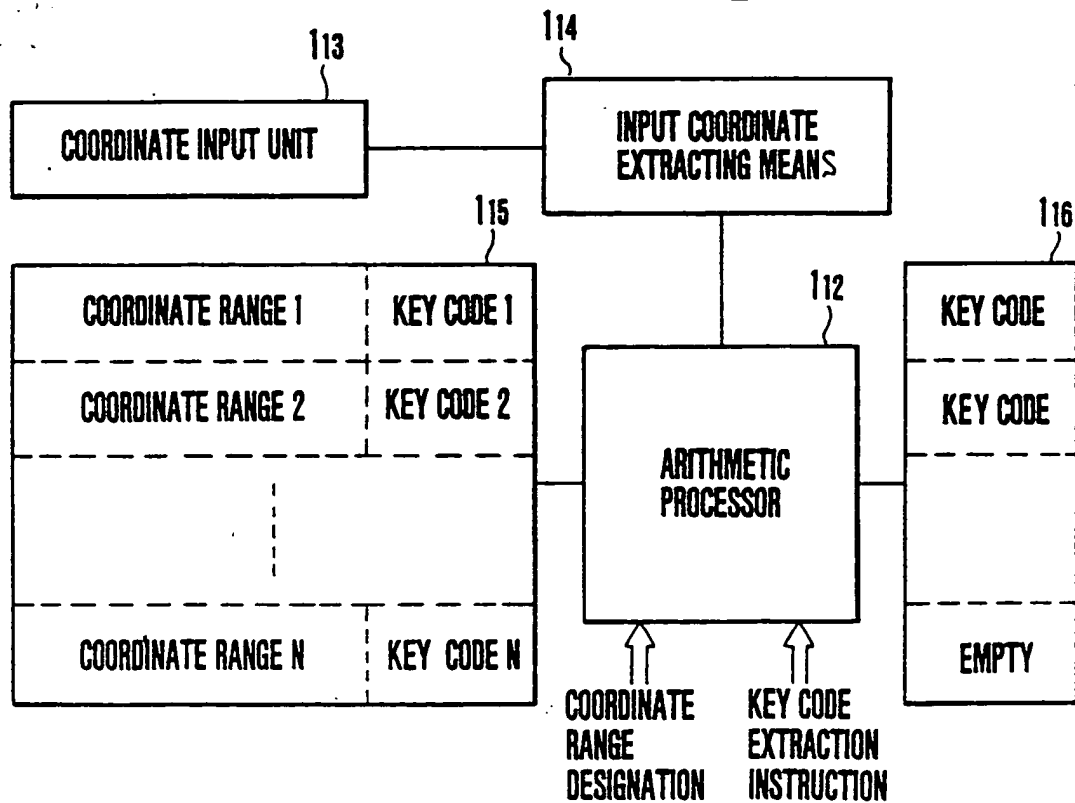 113
114
COORDINATE INPUT UNIT
INPUT COORDINATE
EXTRACTING MEANS
115
116
COORDINATE RANGE 1
KEY CODE 1
112
KEY CODE
COORDINATE RANGE 2
KEY CODE 2
KEY CODE
ARITHMETIC
PROCESSOR
COORDINATE RANGE N
KEY CODE N
EMPTY
COORDINATE
RANGE
DESIGNATION
KEY CODE
EXTRACTION
INSTRUCTION